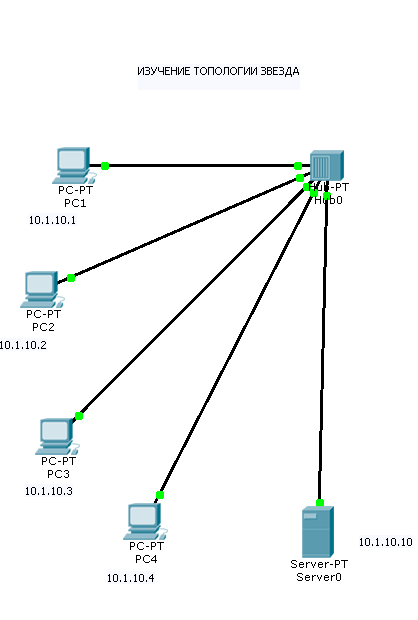 ИЗУЧЕНИЕ ТОПОЛОГИИ ЗВЕЗДА
PC-PT
PC1
10.1.10.1
Hub-PT
Hub0
PC-PT
PC2
10.1.10.2
PC-PT
PC3
10.1.10.3
PC-PT
PC4
10.1.10.4
Server-PT
Server0
10.1.10.10